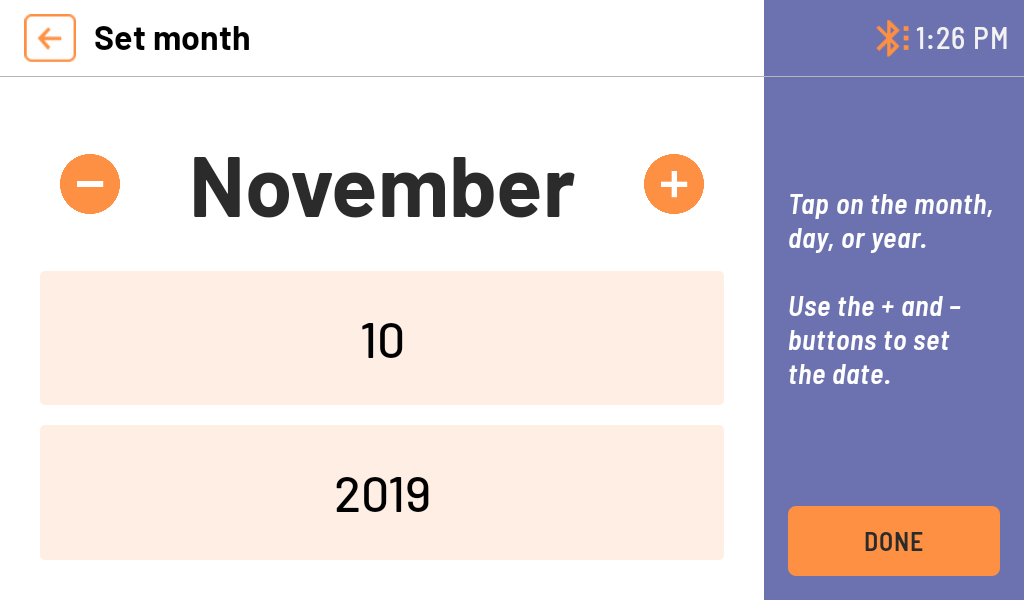 Set month
1:26 PM
November
10
2019
Tap on the month,
day, or year.
Use the + and –
buttons to set
the date.
DONE